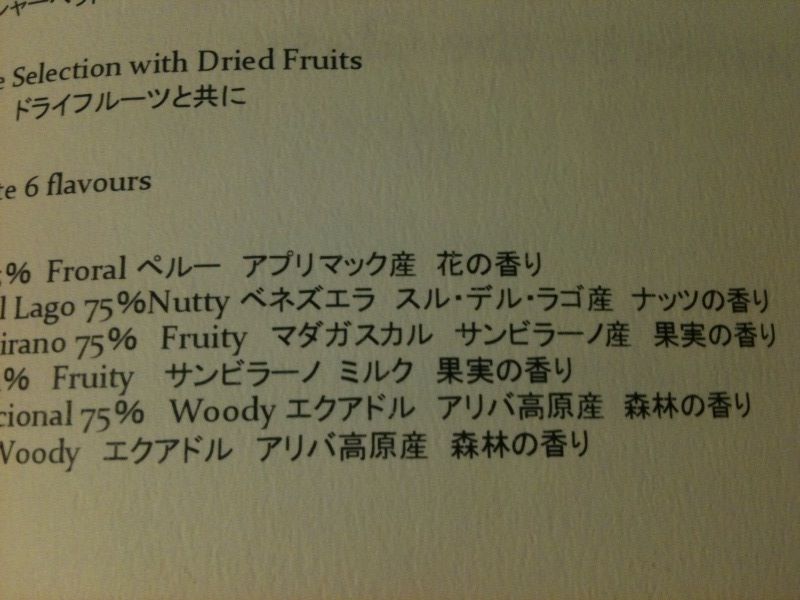 Selection with Dried Fruits
ドライフルーツと共に
6 flavours
% Froral ペルー アプリマック産 花の香り
Lago 75%Nutty ベネズエラ スル・デル・ラゴ産 ナッツの香り
irano 75% Fruity マダガスカル サンビラーノ産 果実の香り
% Fruity サンビラーノ ミルク 果実の香り
cional 75% Woody エクアドル アリバ高原産 森林の香り
Woody エクアドル アリバ高原産 森林の香り